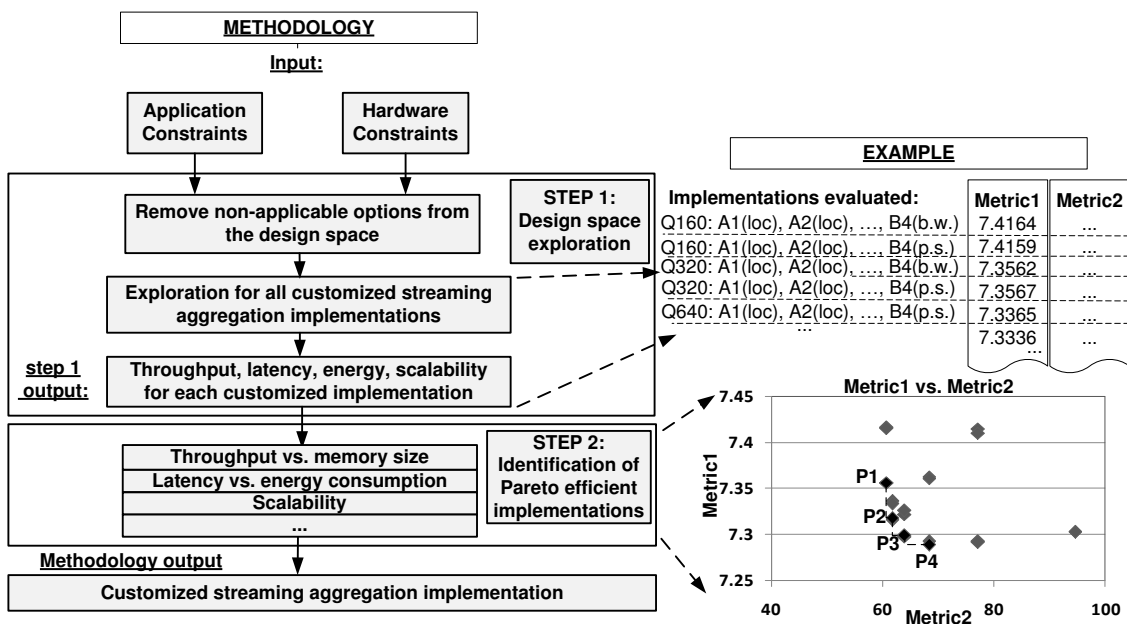 METHODOLOGY
Input:
Application
Constraints
Hardware
Constraints
STEP 1:
Design space
exploration
Remove non-applicable options from
the design space
Exploration for all customized streaming
aggregation implementations
step 1
output:
Throughput, latency, energy, scalability
for each customized implementation
STEP 2:
Identification of
Pareto efficient
implementations
Throughput vs. memory size
Latency vs. energy consumption
Scalability
...
Methodology output
Customized streaming aggregation implementation
EXAMPLE
Implementations evaluated:
Metric1
Metric2
Q160: A1(loc), A2(loc), …, B4(b.w.)
7.4164
...
Q160: A1(loc), A2(loc), …, B4(p.s.)
7.4159
...
Q320: A1(loc), A2(loc), …, B4(b.w.)
7.3562
...
Q320: A1(loc), A2(loc), …, B4(p.s.)
7.3567
...
Q640: A1(loc), A2(loc), …, B4(p.s.)
7.3365
...
...
7.3336
...
...
Metric1 vs. Metric2
7.45
7.4
7.35
7.3
7.25
Metric1
P1
P2
P3
P4
40
60
80
100
Metric2